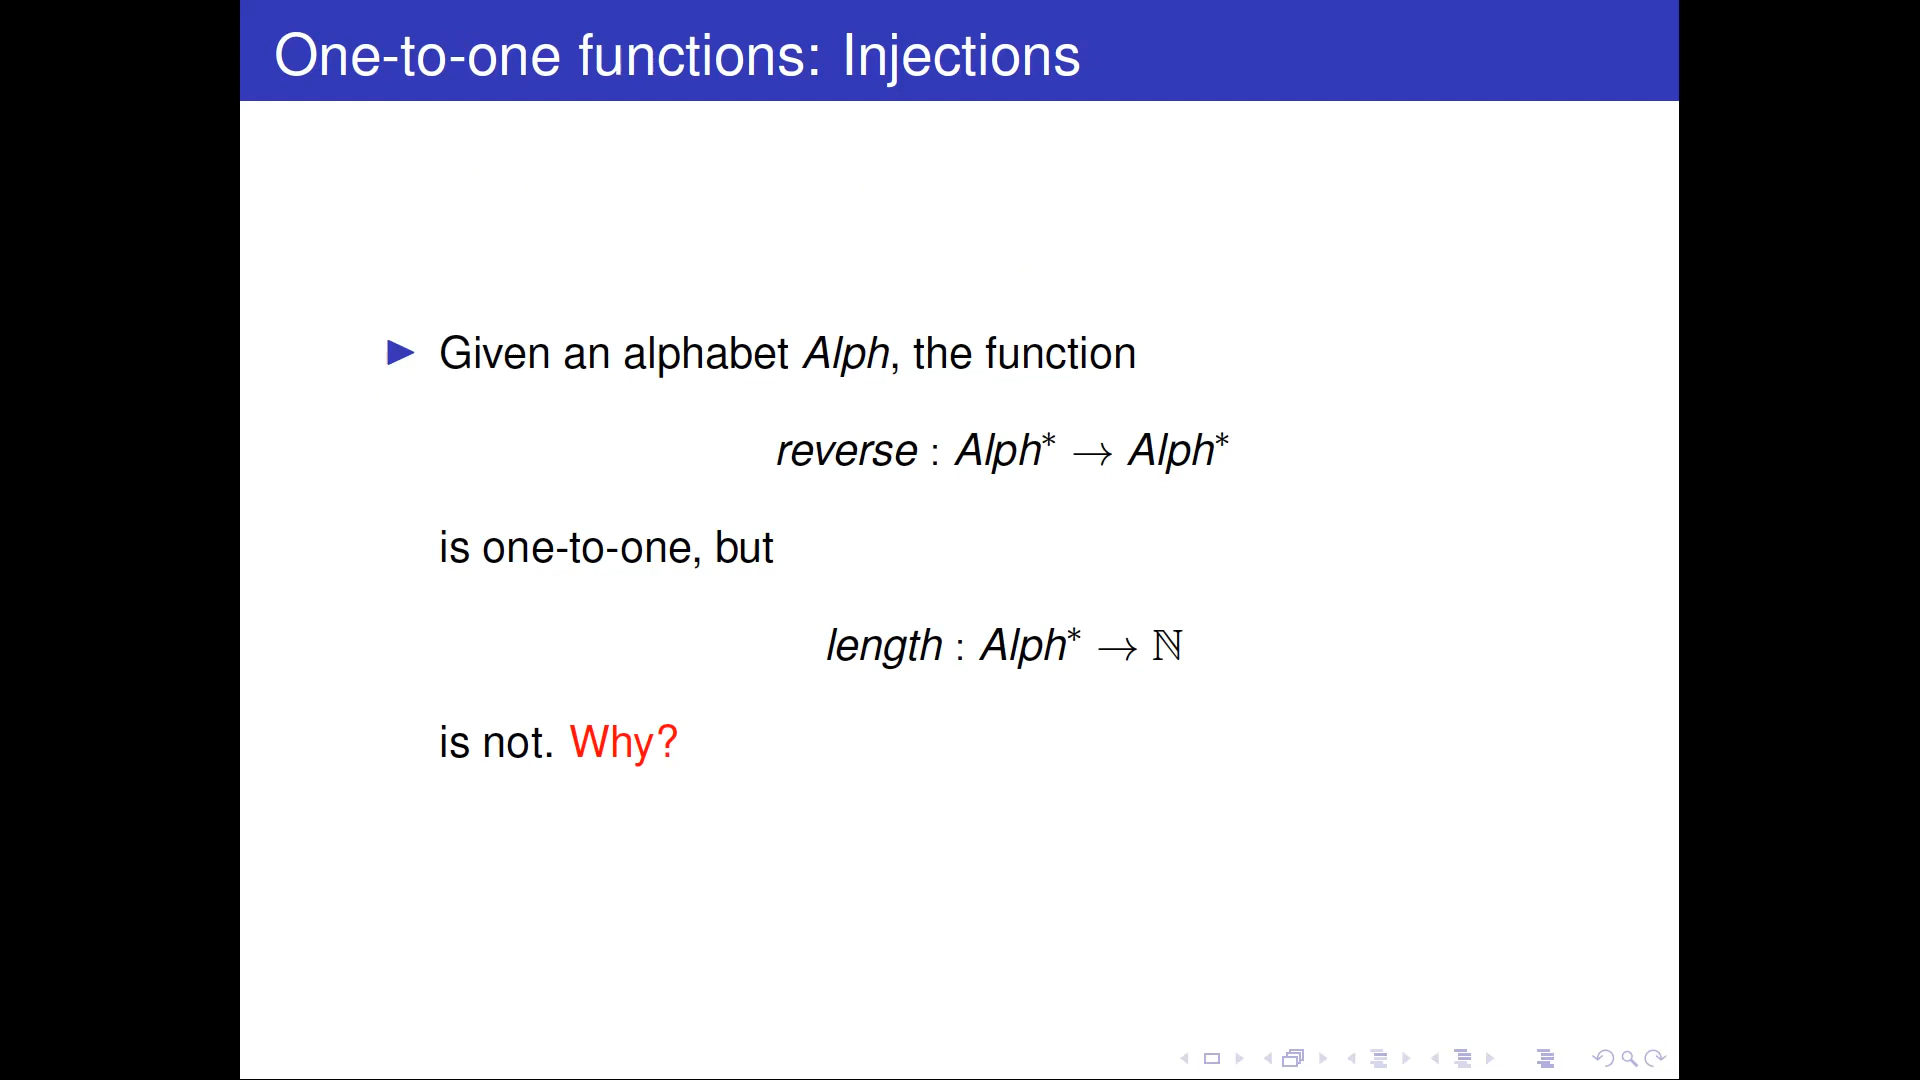 One-to-one functions: Injections
Given an alphabet Alph, the function
reverse : Alph* → Alph*
is one-to-one, but
length : Alph* → ℕ
is not. Why?